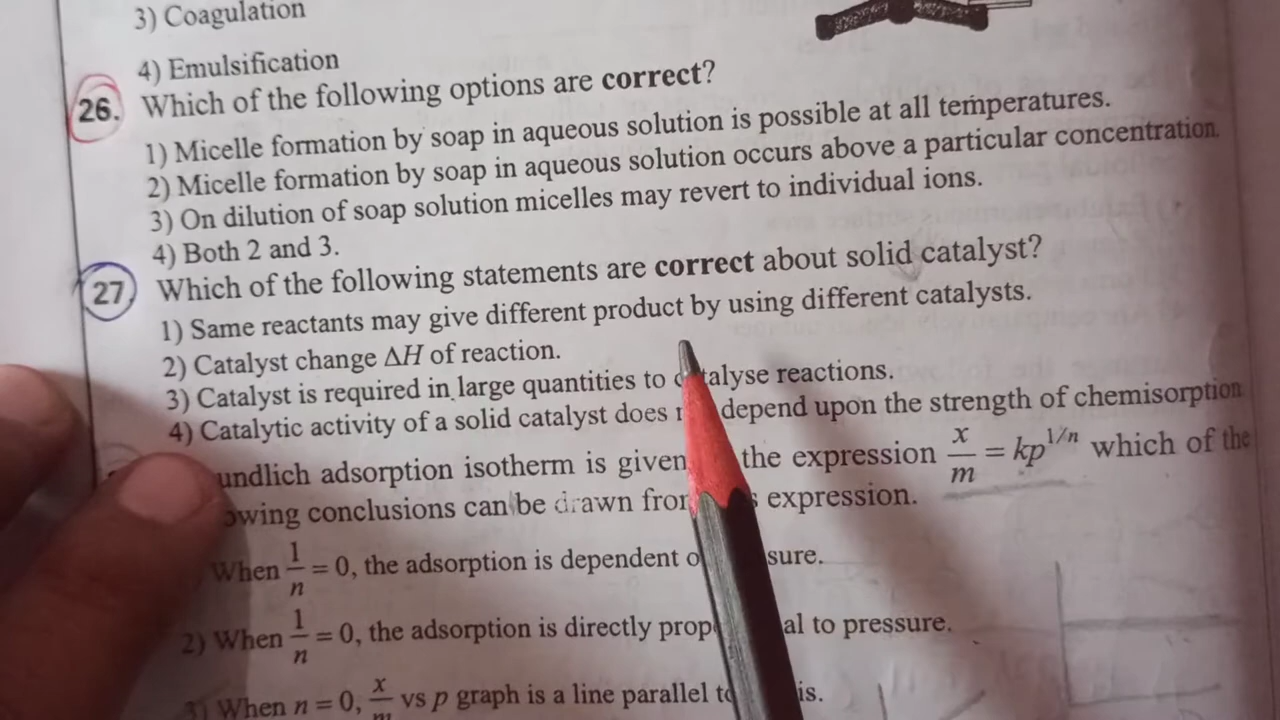 3) Coagulation
4) Emulsification
26. Which of the following options are correct?
1) Micelle formation by soap in aqueous solution is possible at all temperatures.
2) Micelle formation by soap in aqueous solution occurs above a particular concentration.
3) On dilution of soap solution micelles may revert to individual ions.
4) Both 2 and 3.
27. Which of the following statements are correct about solid catalyst?
1) Same reactants may give different product by using different catalysts.
2) Catalyst change ΔH of reaction.
3) Catalyst is required in large quantities to catalyse reactions.
4) Catalytic activity of a solid catalyst does depend upon the strength of chemisorption
undlich adsorption isotherm is given the expression x/m = kp^1/n which of the
owing conclusions can be drawn from expression.
When 1/n = 0, the adsorption is dependent o sure.
2) When 1/n = 0, the adsorption is directly prop al to pressure.
3) When n = 0, x/m vs p graph is a line parallel to is.